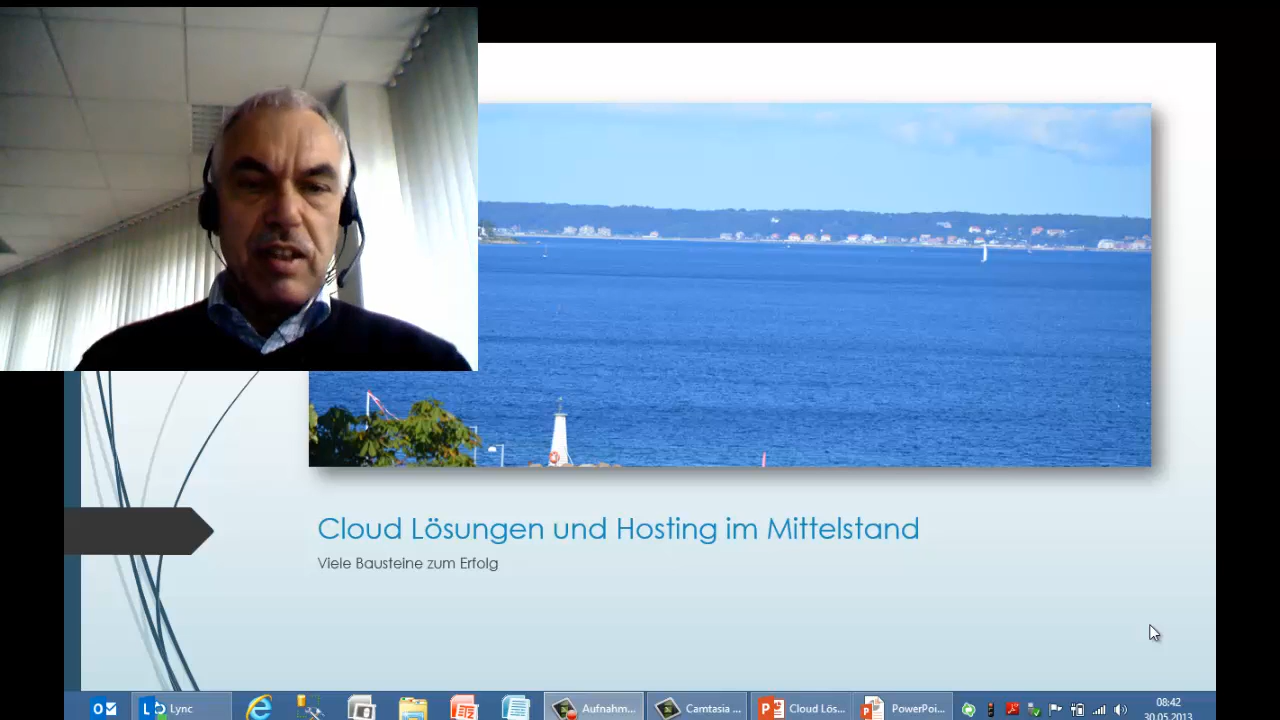 Cloud Lösungen und Hosting im Mittelstand
Viele Bausteine zum Erfolg
Lync
Aufnahm...
Camtasia ...
Cloud Lös...
PowerPoi...
08:42
30.05.2013